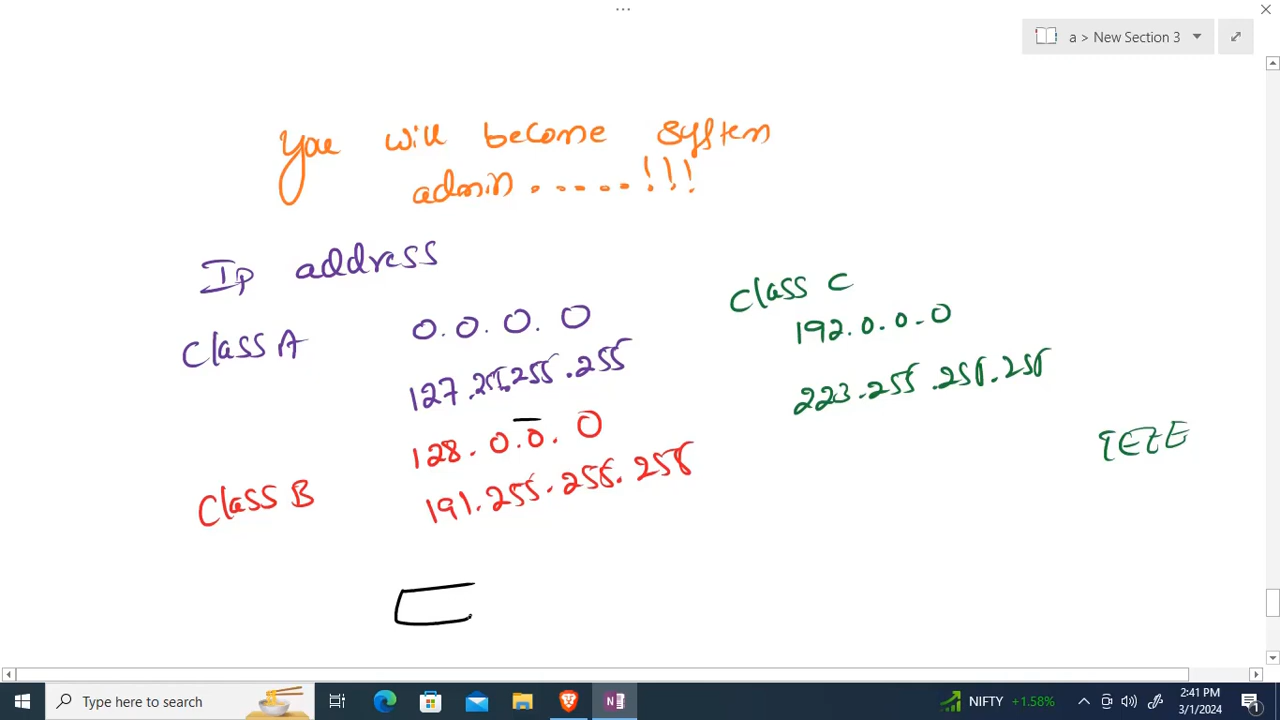 a > New Section 3
You will become system
admin.....!!!
Ip address
Class A
0.0.0.0
127.255.255.255
Class B
128.0.0.0
191.255.255.255
Class C
192.0.0.0
223.255.255.255
Type here to search
NIFTY +1.58%
2:41 PM
3/1/2024
1